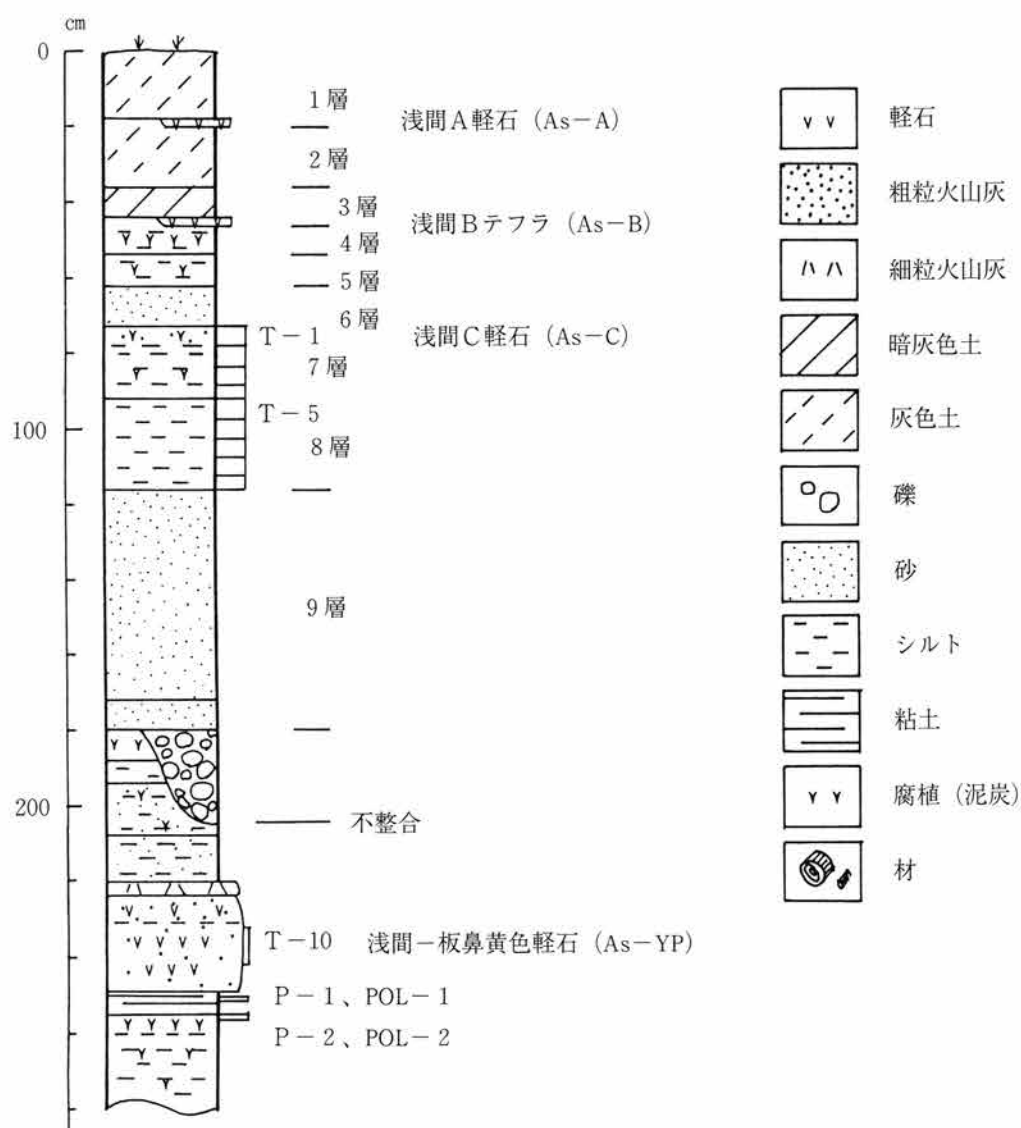 cm
0
1層
浅間A軽石 (As-A)
2層
3層
浅間Bテフラ (As-B)
4層
5層
6層
T-1
浅間C軽石 (As-C)
7層
T-5
100
8層
9層
200
不整合
T-10 浅間-板鼻黄色軽石 (As-YP)
P-1、POL-1
P-2、POL-2
軽石
粗粒火山灰
細粒火山灰
暗灰色土
灰色土
礫
砂
シルト
粘土
腐植 (泥炭)
材